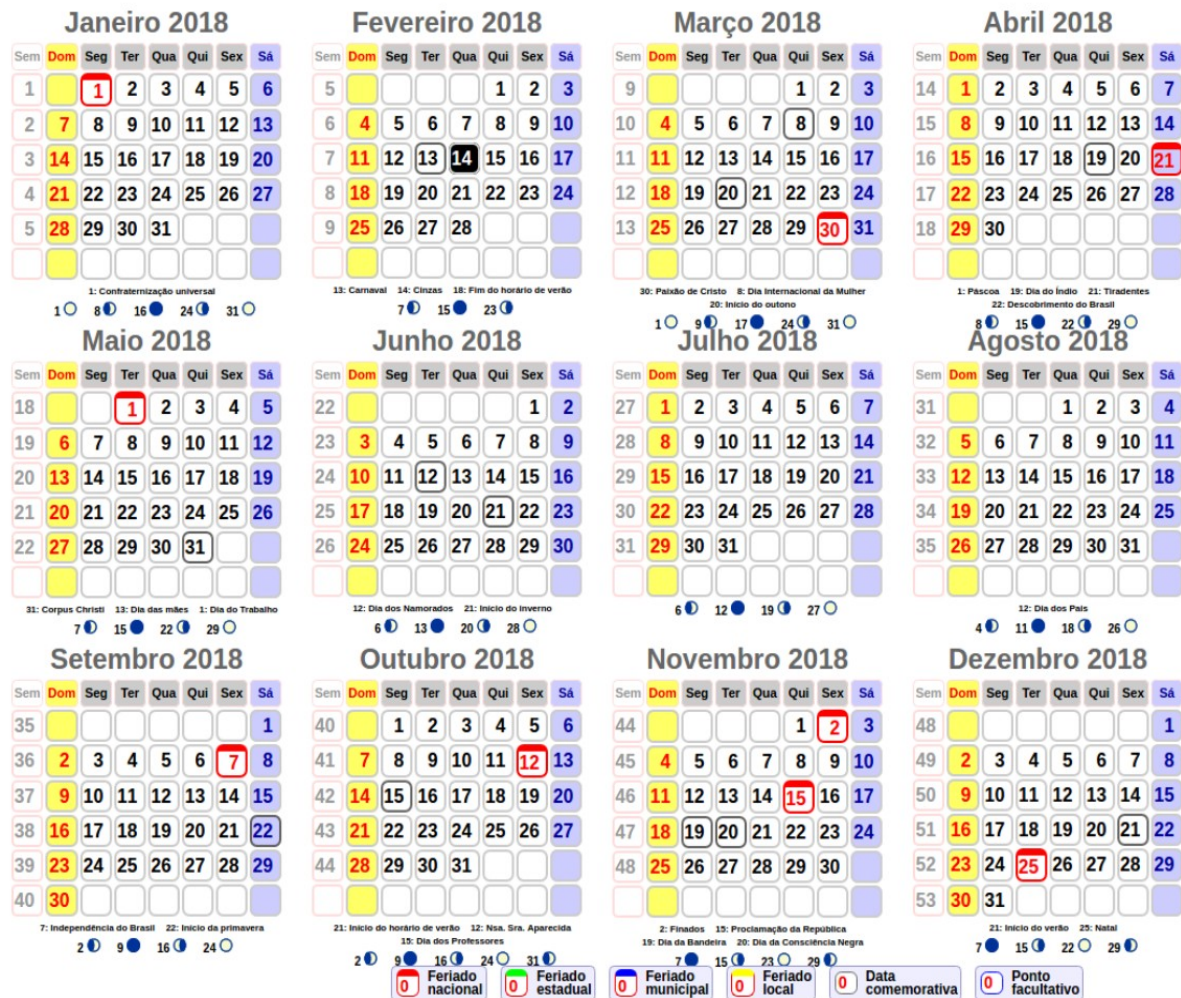 Janeiro 2018
Sem Dom Seg Ter Qua Qui Sex Sá
1 1 2 3 4 5 6
2 7 8 9 10 11 12 13
3 14 15 16 17 18 19 20
4 21 22 23 24 25 26 27
5 28 29 30 31
1: Confraternização universal
1 8 16 24 31
Fevereiro 2018
Sem Dom Seg Ter Qua Qui Sex Sá
5 1 2 3
6 4 5 6 7 8 9 10
7 11 12 13 14 15 16 17
8 18 19 20 21 22 23 24
9 25 26 27 28
13: Carnaval 14: Cinzas 18: Fim do horário de verão
7 15 23
Março 2018
Sem Dom Seg Ter Qua Qui Sex Sá
9 1 2 3
10 4 5 6 7 8 9 10
11 11 12 13 14 15 16 17
12 18 19 20 21 22 23 24
13 25 26 27 28 29 30 31
30: Paixão de Cristo 8: Dia Internacional da Mulher
20: Início do outono
1 9 17 24 31
Abril 2018
Sem Dom Seg Ter Qua Qui Sex Sá
14 1 2 3 4 5 6 7
15 8 9 10 11 12 13 14
16 15 16 17 18 19 20 21
17 22 23 24 25 26 27 28
18 29 30
1: Páscoa 19: Dia do Índio 21: Tiradentes
22: Descobrimento do Brasil
8 15 22 29
Maio 2018
Sem Dom Seg Ter Qua Qui Sex Sá
18 1 2 3 4 5
19 6 7 8 9 10 11 12
20 13 14 15 16 17 18 19
21 20 21 22 23 24 25 26
22 27 28 29 30 31
31: Corpus Christi 13: Dia das mães 1: Dia do Trabalho
7 15 22 29
Junho 2018
Sem Dom Seg Ter Qua Qui Sex Sá
22 1 2
23 3 4 5 6 7 8 9
24 10 11 12 13 14 15 16
25 17 18 19 20 21 22 23
26 24 25 26 27 28 29 30
12: Dia dos Namorados 21: Início do inverno
6 13 20 28
Julho 2018
Sem Dom Seg Ter Qua Qui Sex Sá
27 1 2 3 4 5 6 7
28 8 9 10 11 12 13 14
29 15 16 17 18 19 20 21
30 22 23 24 25 26 27 28
31 29 30 31
6 12 19 27
Agosto 2018
Sem Dom Seg Ter Qua Qui Sex Sá
31 1 2 3 4
32 5 6 7 8 9 10 11
33 12 13 14 15 16 17 18
34 19 20 21 22 23 24 25
35 26 27 28 29 30 31
12: Dia dos Pais
4 11 18 26
Setembro 2018
Sem Dom Seg Ter Qua Qui Sex Sá
35 1
36 2 3 4 5 6 7 8
37 9 10 11 12 13 14 15
38 16 17 18 19 20 21 22
39 23 24 25 26 27 28 29
40 30
7: Independência do Brasil 22: Início da primavera
2 9 16 24
Outubro 2018
Sem Dom Seg Ter Qua Qui Sex Sá
40 1 2 3 4 5 6
41 7 8 9 10 11 12 13
42 14 15 16 17 18 19 20
43 21 22 23 24 25 26 27
44 28 29 30 31
21: Início do horário de verão 12: Nsa. Sra. Aparecida
15: Dia dos Professores
2 9 16 24 31
Novembro 2018
Sem Dom Seg Ter Qua Qui Sex Sá
44 1 2 3
45 4 5 6 7 8 9 10
46 11 12 13 14 15 16 17
47 18 19 20 21 22 23 24
48 25 26 27 28 29 30
2: Finados 15: Proclamação da República
19: Dia da Bandeira 20: Dia da Consciência Negra
7 15 23 29
Dezembro 2018
Sem Dom Seg Ter Qua Qui Sex Sá
48 1
49 2 3 4 5 6 7 8
50 9 10 11 12 13 14 15
51 16 17 18 19 20 21 22
52 23 24 25 26 27 28 29
53 30 31
21: Início do verão 25: Natal
7 15 22 29
0 Feriado nacional
0 Feriado estadual
0 Feriado municipal
0 Feriado local
0 Data comemorativa
0 Ponto facultativo